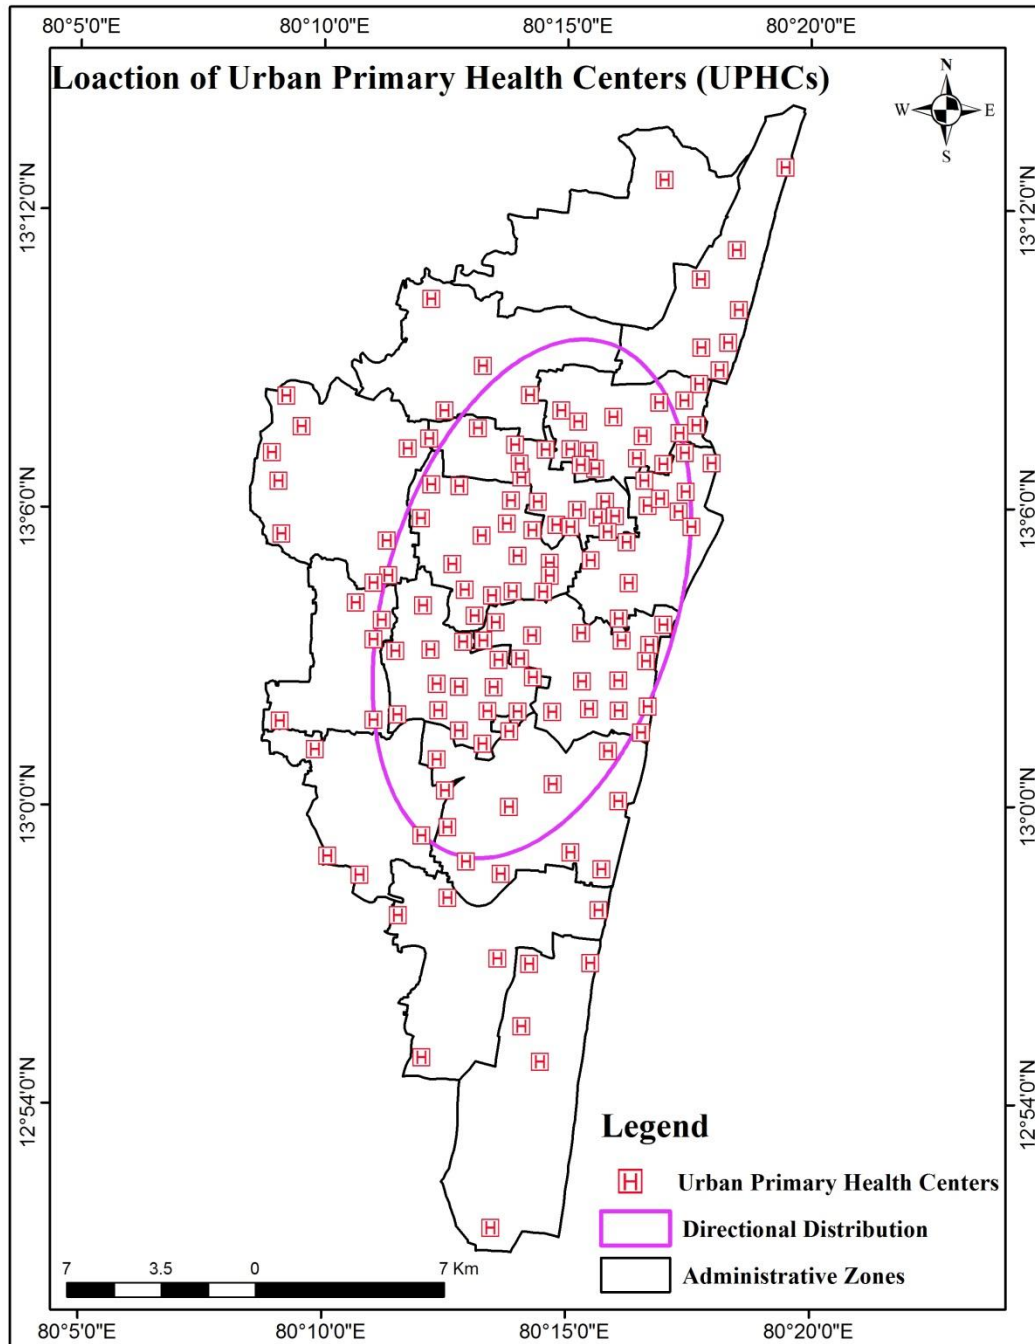 80°5'0"E 80°10'0"E 80°15'0"E 80°20'0"E
Loaction of Urban Primary Health Centers (UPHCs)
N
W E
S
13°12'0"N 13°12'0"N
13°6'0"N 13°6'0"N
13°0'0"N 13°0'0"N
12°54'0"N 12°54'0"N
Legend
H Urban Primary Health Centers
Directional Distribution
Administrative Zones
7 3.5 0 7 Km
80°5'0"E 80°10'0"E 80°15'0"E 80°20'0"E